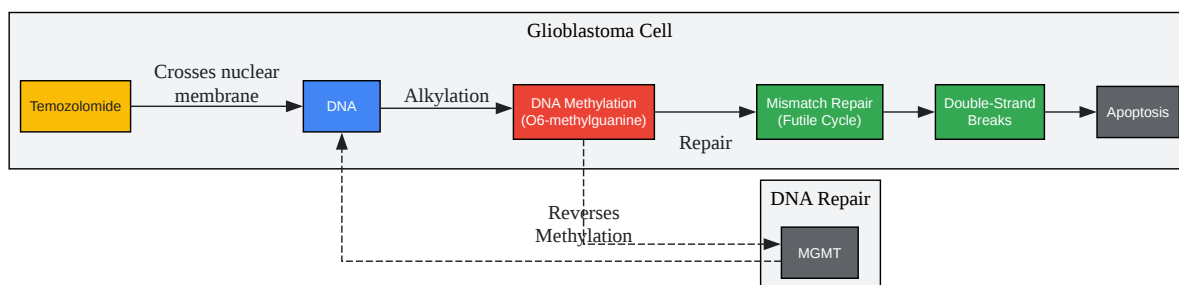 Glioblastoma Cell
Temozolomide
Crosses nuclear
membrane
DNA
Alkylation
DNA Methylation
(O6-methylguanine)
Repair
Mismatch Repair
(Futile Cycle)
Double-Strand
Breaks
Apoptosis
DNA Repair
Reverses
Methylation
MGMT